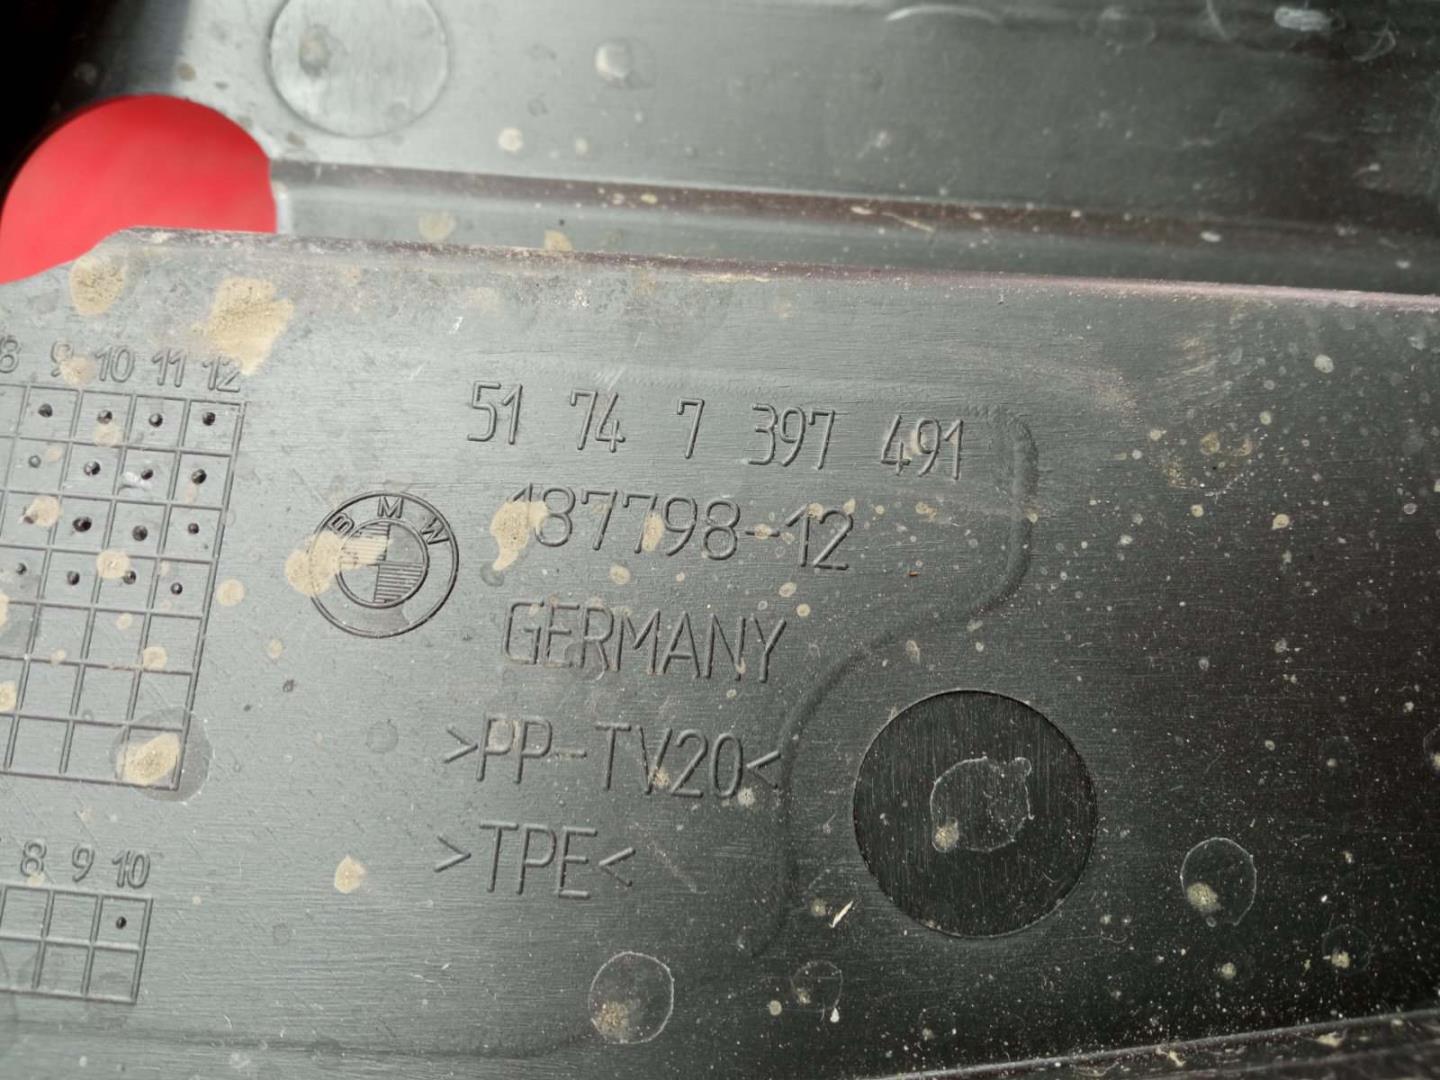 8 9 10 11 12
51 74 7 397 491
BMW
187798-12
GERMANY
>PP-TV20<
>TPE<
8 9 10